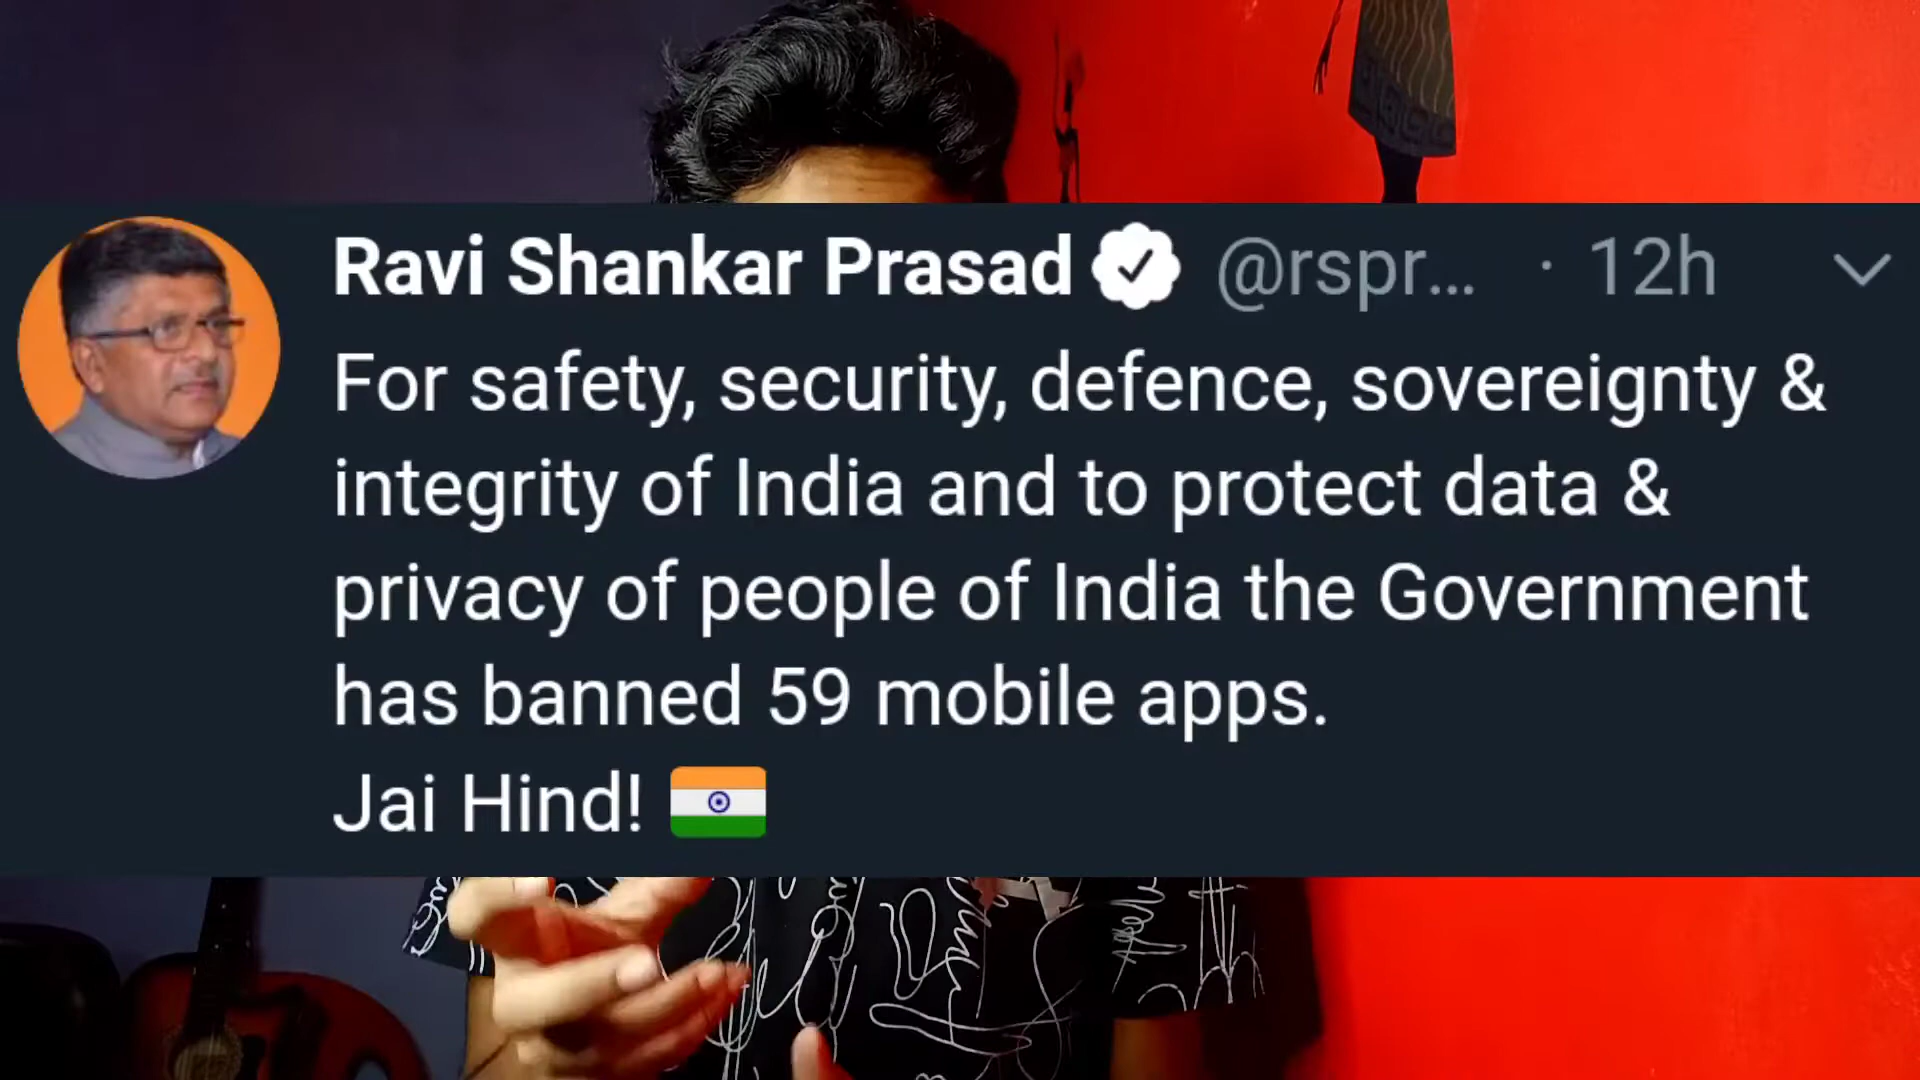 Ravi Shankar Prasad @rspr... · 12h
For safety, security, defence, sovereignty &
integrity of India and to protect data &
privacy of people of India the Government
has banned 59 mobile apps.
Jai Hind! 🇮🇳